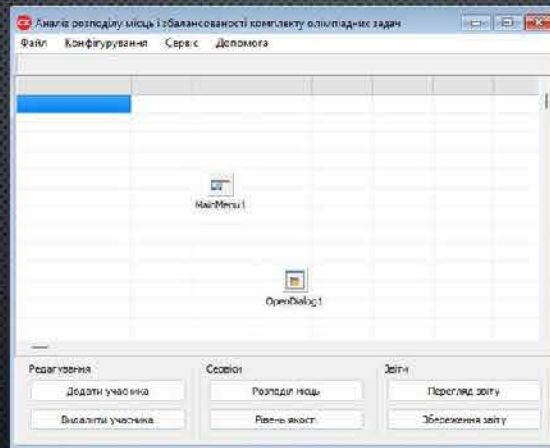 Аналіз розподілу місць і збалансованості комплекту олімпіадних задач
Файл Конфігурування Сервіс Допомога
MainMenu1
OpenDialog1
Редагування Сервіси Звіти
Додати учасника Розподіл місць Перегляд звіту
Видалити учасника Рівень якості Збереження звіту